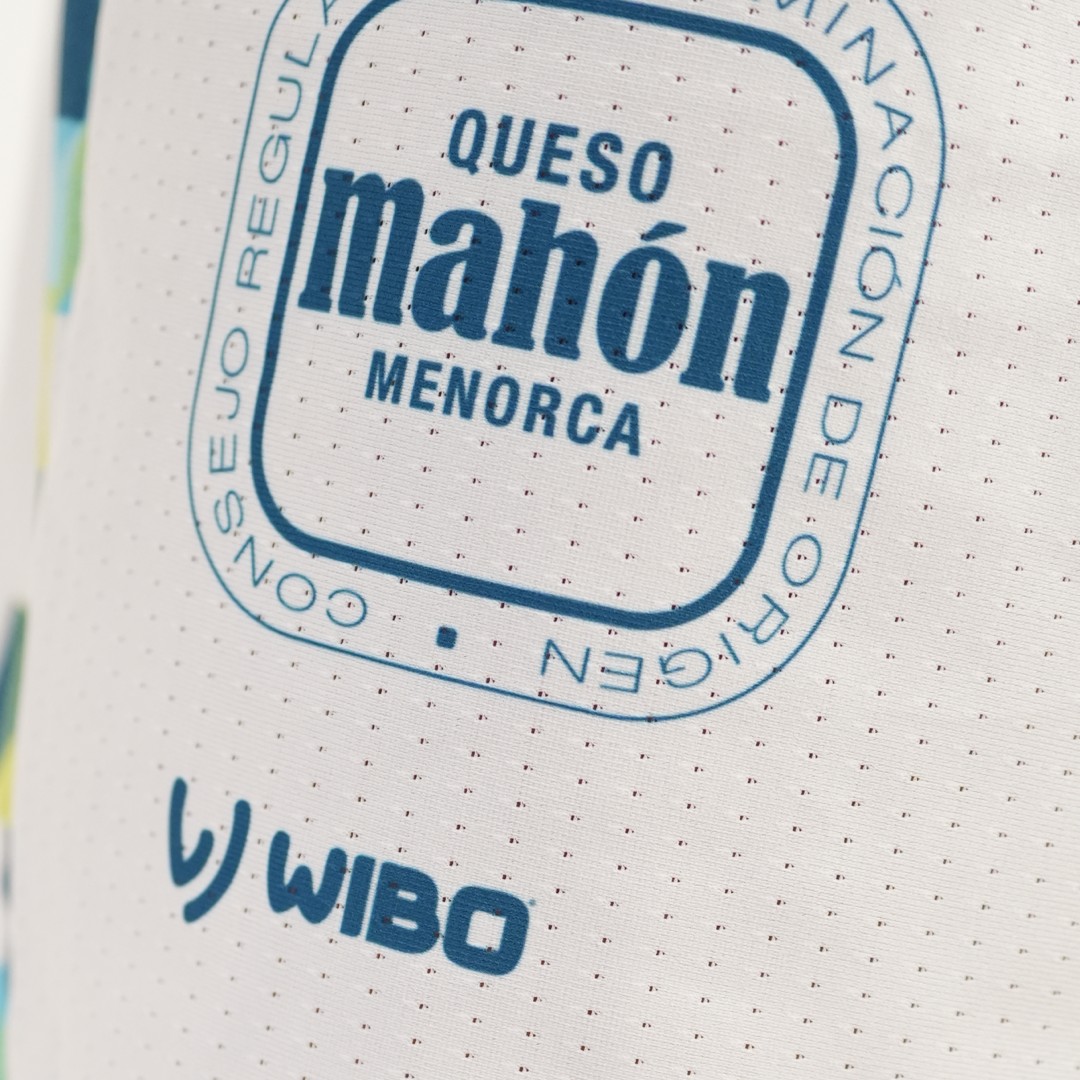 QUESO
mahón
MENORCA
CONSEJO
DE ORIGEN
WIBO